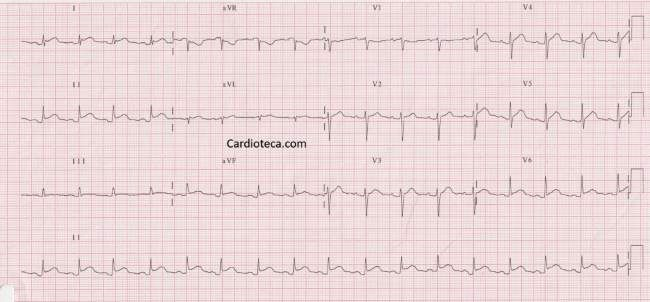 I aVR V1 V4
II aVL V2 V5
Cardioteca.com
III aVF V3 V6
II